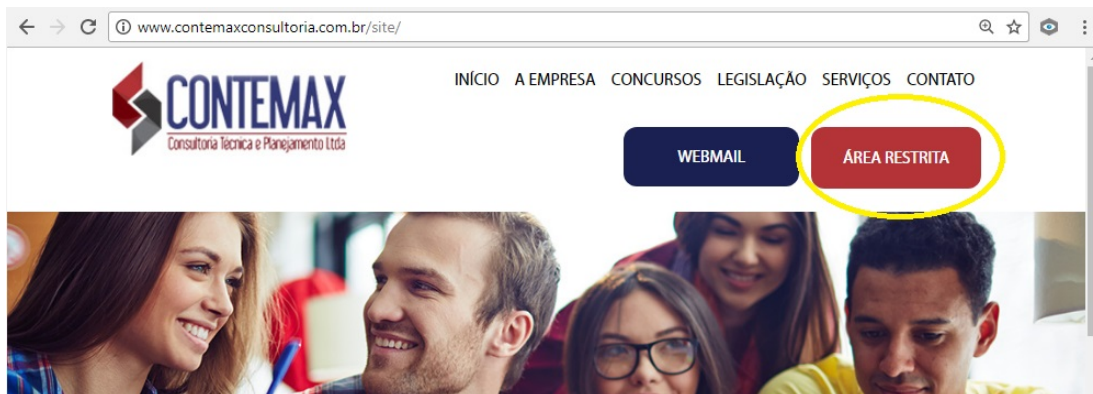 www.contemaxconsultoria.com.br/site/
CONTEMAX
Consultoria Técnica e Planejamento Ltda
INÍCIO A EMPRESA CONCURSOS LEGISLAÇÃO SERVIÇOS CONTATO
WEBMAIL ÁREA RESTRITA